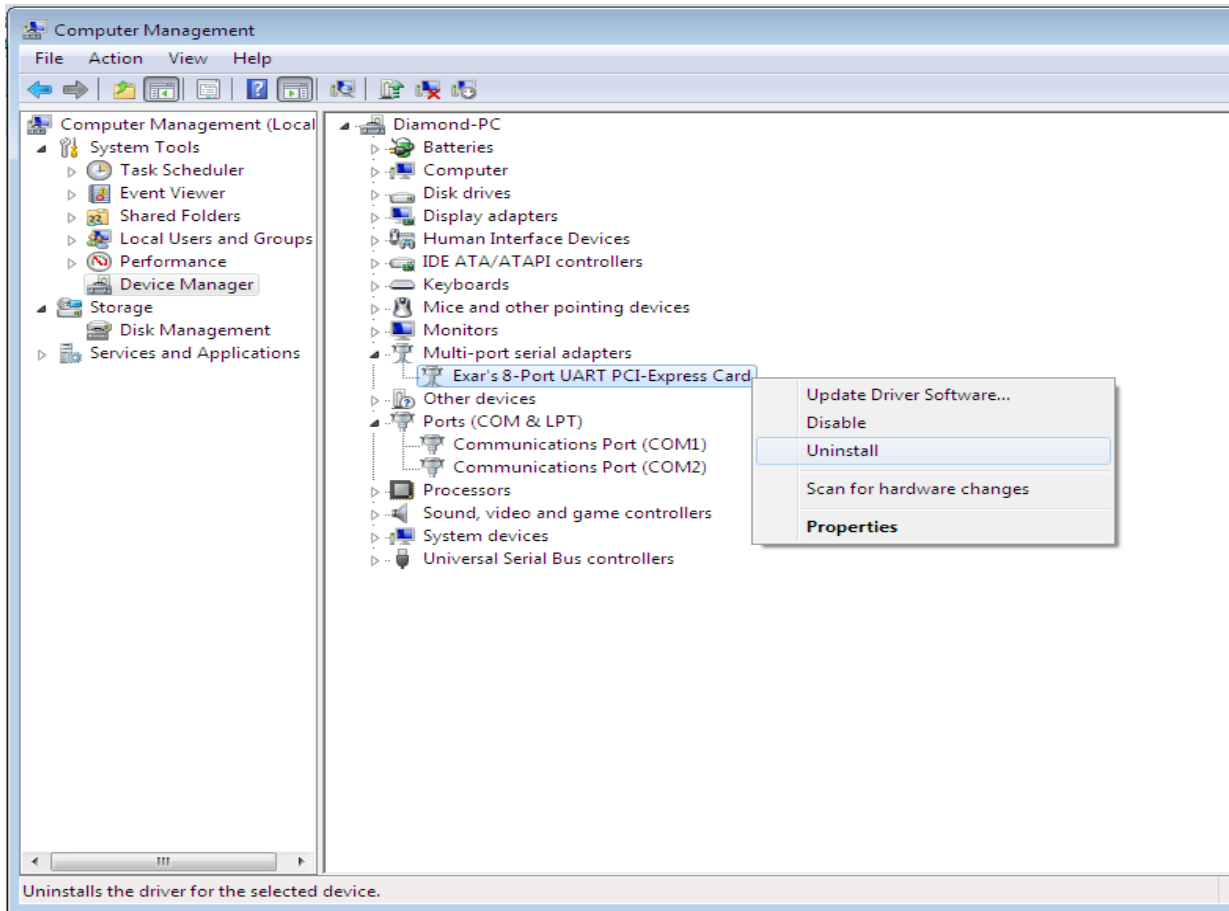 Computer Management
File Action View Help
Computer Management (Local
System Tools
Task Scheduler
Event Viewer
Shared Folders
Local Users and Groups
Performance
Device Manager
Storage
Disk Management
Services and Applications
Diamond-PC
Batteries
Computer
Disk drives
Display adapters
Human Interface Devices
IDE ATA/ATAPI controllers
Keyboards
Mice and other pointing devices
Monitors
Multi-port serial adapters
Exar's 8-Port UART PCI-Express Card
Other devices
Ports (COM & LPT)
Communications Port (COM1)
Communications Port (COM2)
Processors
Sound, video and game controllers
System devices
Universal Serial Bus controllers
Update Driver Software...
Disable
Uninstall
Scan for hardware changes
Properties
Uninstalls the driver for the selected device.